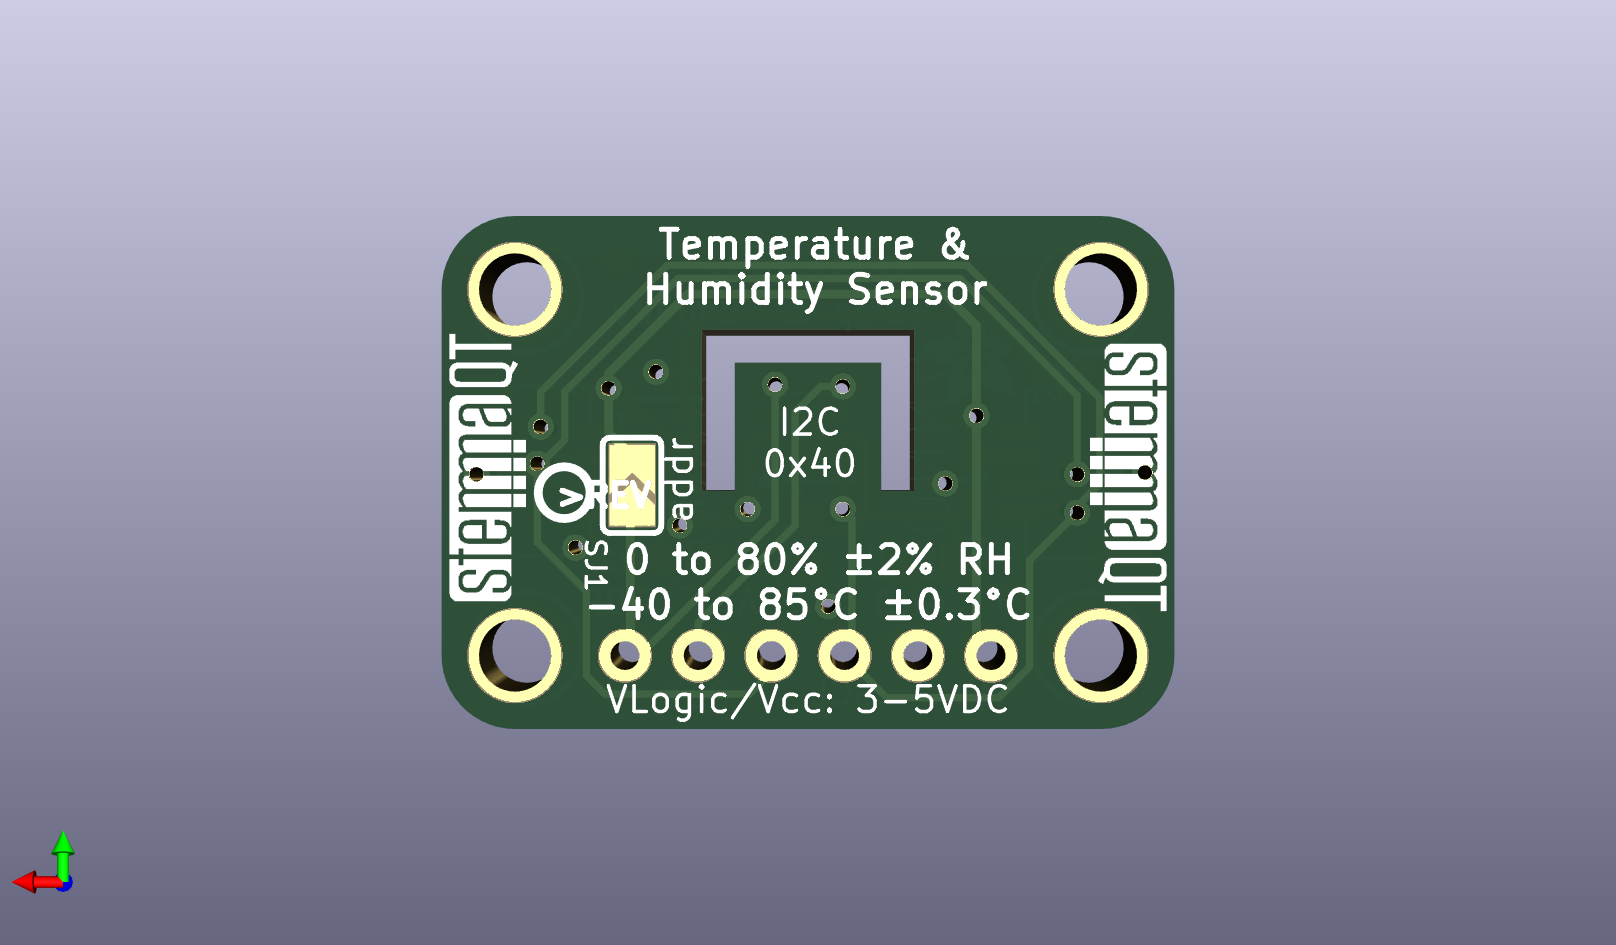 Temperature &
Humidity Sensor
stemmaQT
stemmaQT
I2C
0x40
addr
>REV
SJ1
0 to 80% ±2% RH
-40 to 85°C ±0.3°C
VLogic/Vcc: 3-5VDC